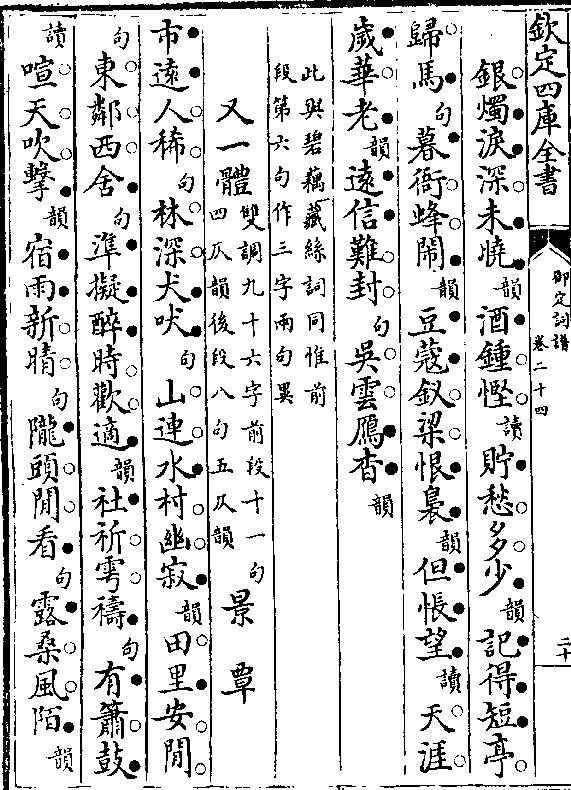 欽定四庫全書
御定詞譜
卷二十四
二十
銀燭淚深未曉韻酒鍾慳讀貯愁多少韻記得短亭
歸馬句暮衙蜂鬧韻豆蔻釵梁恨裊韻但悵望讀天涯
歲華老韻遠信難封句吳雲鴈杳韻
此與碧藕藏絲詞同惟前
段第六句作三字兩句異
又一體 雙調九十六字前段十一句
四仄韻後段八句五仄韻 景覃
市遠人稀句林深犬吠句山連水村幽寂韻田里安閒
句東鄰西舍句準擬醉時歡適韻社祈雩禱句有簫鼓
讀喧天吹擊韻宿雨新晴句隴頭閒看句露桑風陌韻